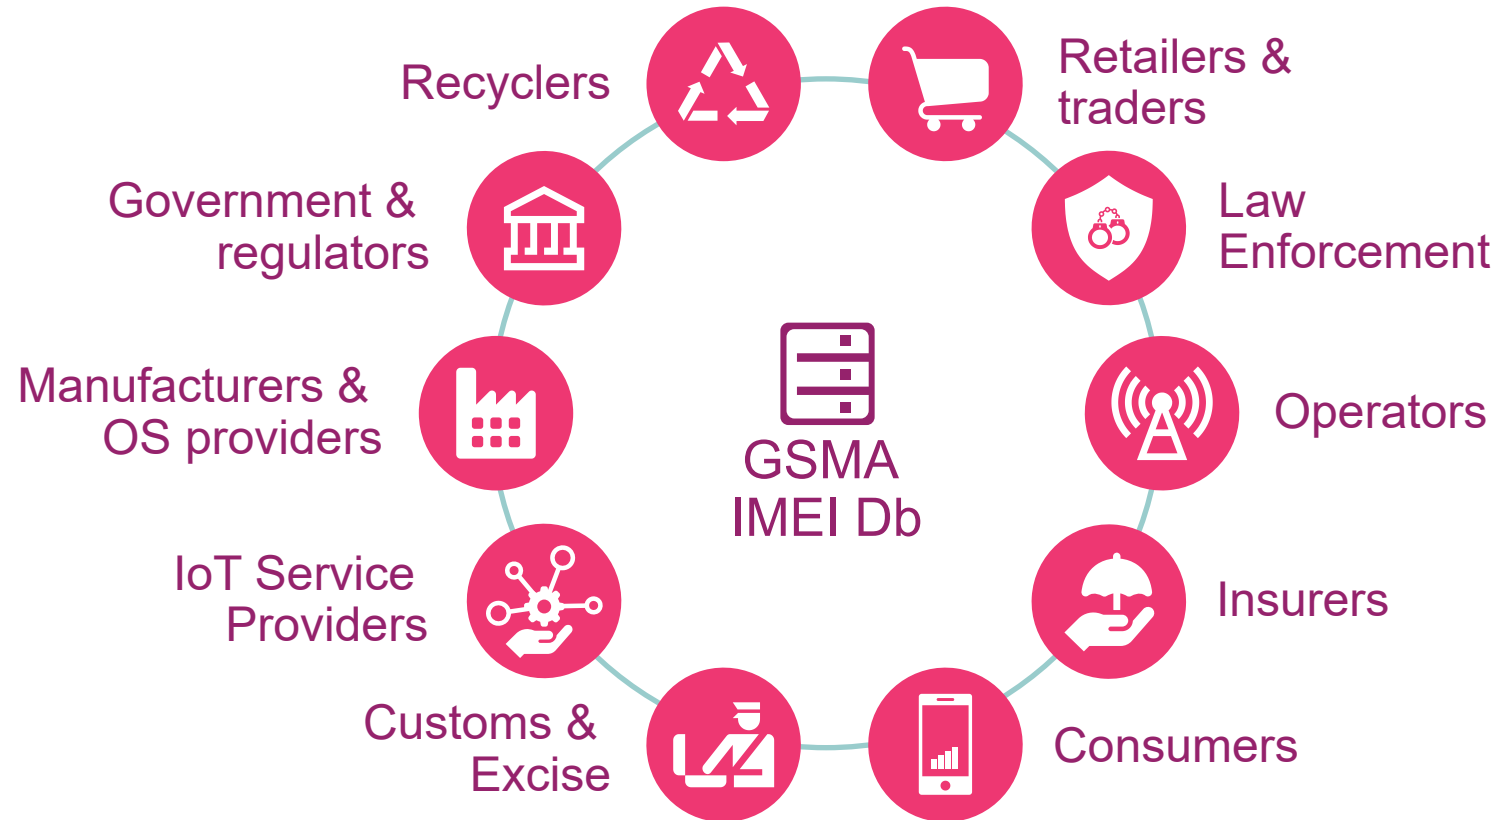 Recyclers
Retailers &
traders
Government &
regulators
Law
Enforcement
Manufacturers &
OS providers
GSMA
IMEI Db
Operators
IoT Service
Providers
Insurers
Customs &
Excise
Consumers